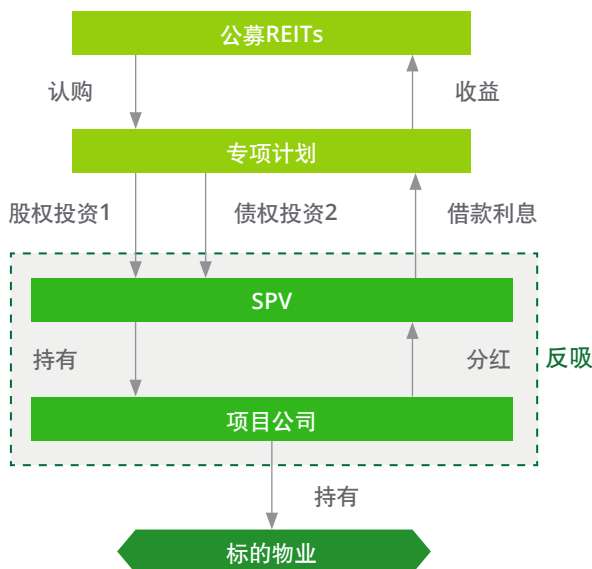 公募REITs
认购
收益
专项计划
股权投资1
债权投资2
借款利息
SPV
持有
分红
反吸
项目公司
持有
标的物业